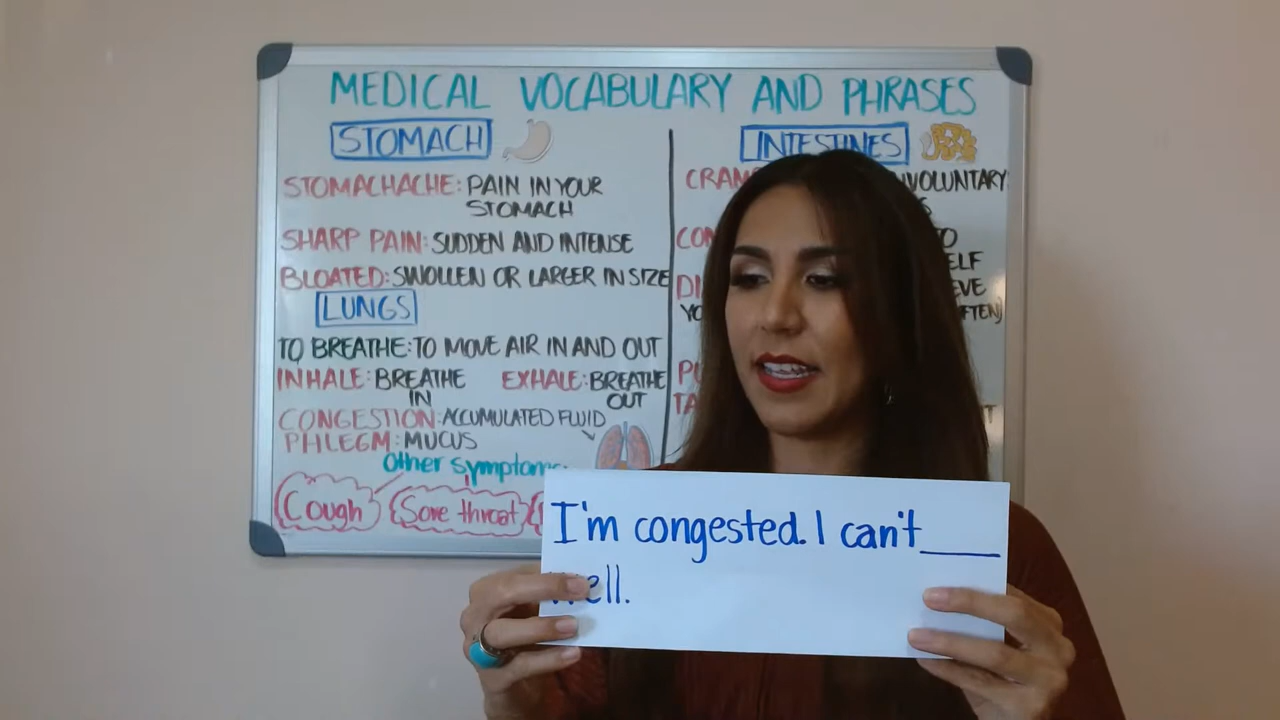 MEDICAL VOCABULARY AND PHRASES
STOMACH
STOMACHACHE: PAIN IN YOUR
STOMACH
SHARP PAIN: SUDDEN AND INTENSE
BLOATED: SWOLLEN OR LARGER IN SIZE
LUNGS
TO BREATHE: TO MOVE AIR IN AND OUT
INHALE: BREATHE
IN
EXHALE: BREATHE
OUT
CONGESTION: ACCUMULATED FLUID
PHLEGM: MUCUS
Other symptoms
Cough
Sore throat
INTESTINES
I'm congested. I can't ____
well.